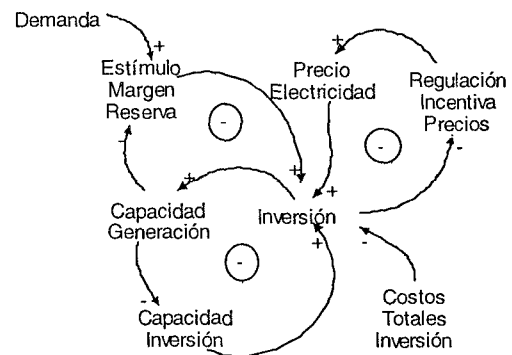 Demanda
+
Estímulo
Margen
Reserva
-
-
+
+
Precio
Electricidad
+
Regulación
Incentiva
Precios
-
-
+
Capacidad
Generación
Inversión
+
-
-
-
Capacidad
Inversión
Costos
Totales
Inversión